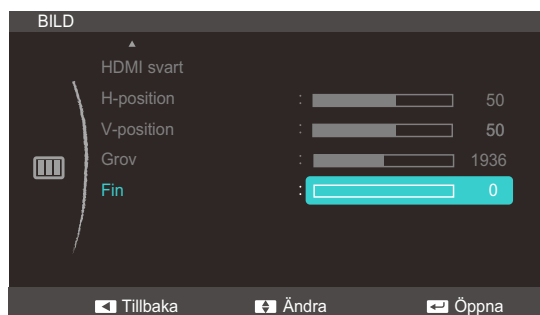 BILD
HDMI svart
H-position : 50
V-position : 50
Grov : 1936
Fin : 0
Tillbaka Ändra Öppna